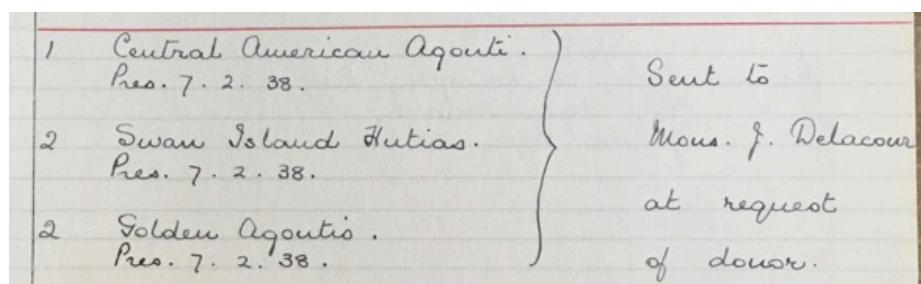 1 Central American Agouti.
Pres. 7. 2. 38.
2 Swan Island Hutias.
Pres. 7. 2. 38.
2 Golden Agoutis.
Pres. 7. 2. 38.
Sent to
Mons. J. Delacour
at request
of donor.